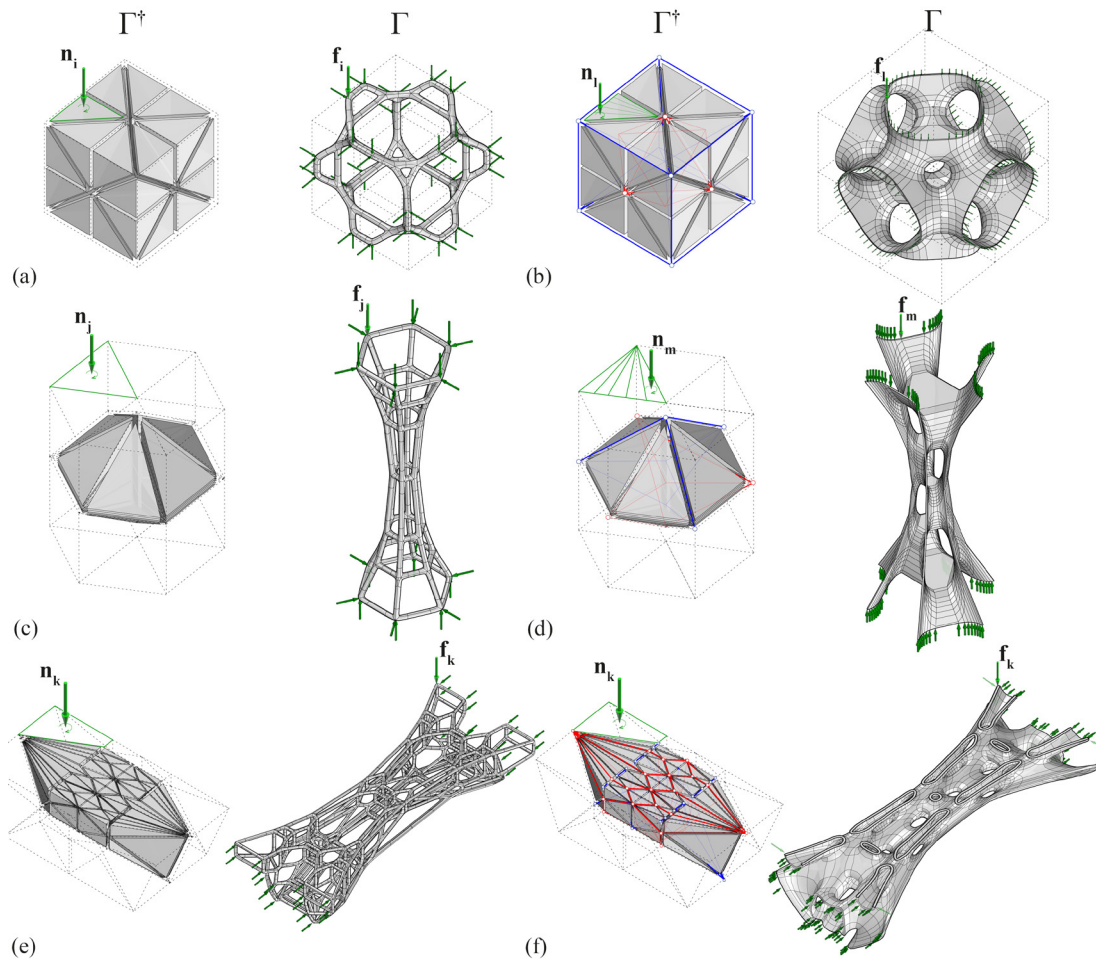 Γ† Γ Γ† Γ
n_i f_i n_l f_l
(a) (b)
n_j f_j n_m f_m
(c) (d)
n_k f_k n_k f_k
(e) (f)